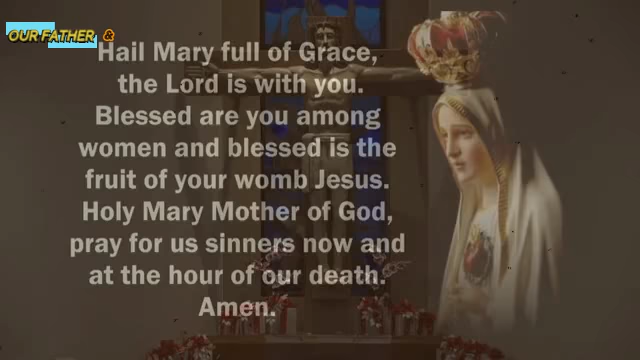 OUR FATHER &
Hail Mary full of Grace,
the Lord is with you.
Blessed are you among
women and blessed is the
fruit of your womb Jesus.
Holy Mary Mother of God,
pray for us sinners now and
at the hour of our death.
Amen.